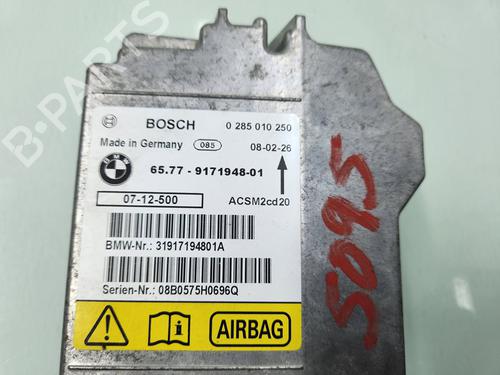 BOSCH 0 285 010 250
Made in Germany 085 08-02-26
BMW 65.77 - 9171948-01
07-12-500 ACSM2cd20
BMW-Nr.: 31917194801A
Serien-Nr.: 08B0575H0696Q
AIRBAG
5095
B-PARTS